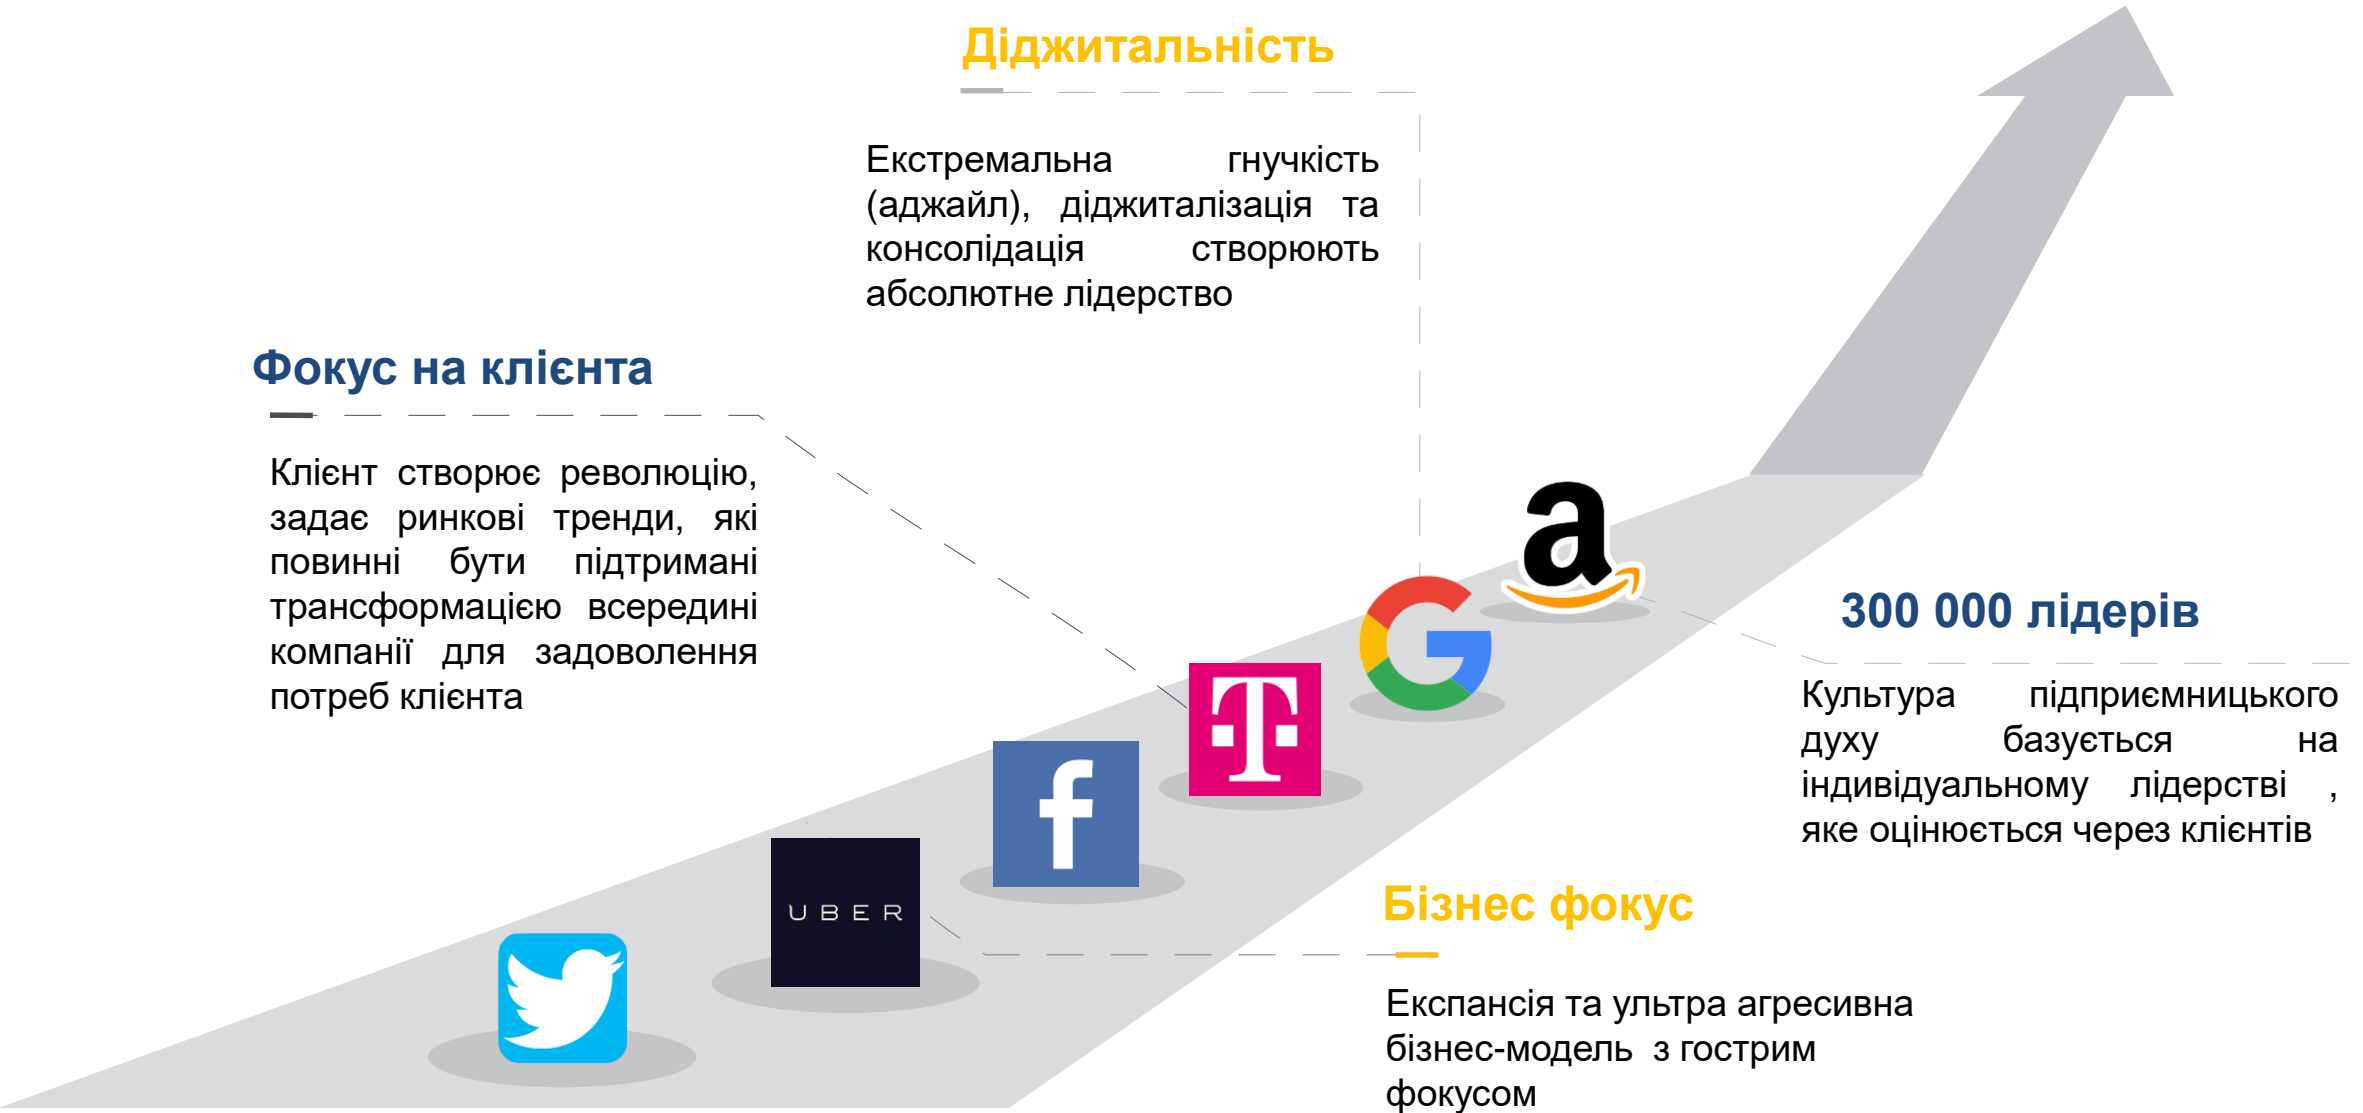 Діджитальність
Екстремальна гнучкість
(аджайл), діджиталізація та
консолідація створюють
абсолютне лідерство
Фокус на клієнта
Клієнт створює революцію,
задає ринкові тренди, які
повинні бути підтримані
трансформацією всередині
компанії для задоволення
потреб клієнта
300 000 лідерів
Культура підприємницького
духу базується на
індивідуальному лідерстві ,
яке оцінюється через клієнтів
UBER
Бізнес фокус
Експансія та ультра агресивна
бізнес-модель з гострим
фокусом